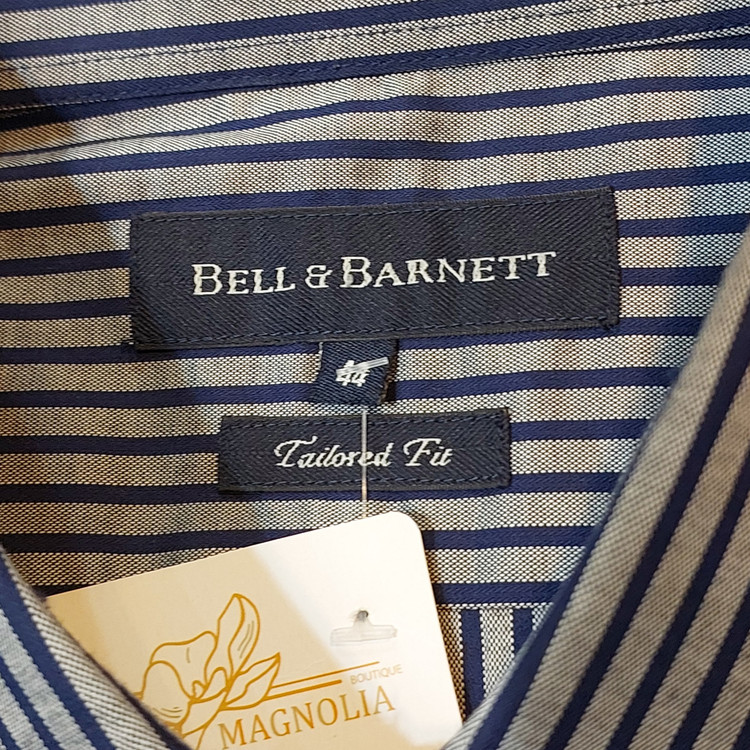 BELL & BARNETT
44
Tailored Fit
BOUTIQUE
MAGNOLIA